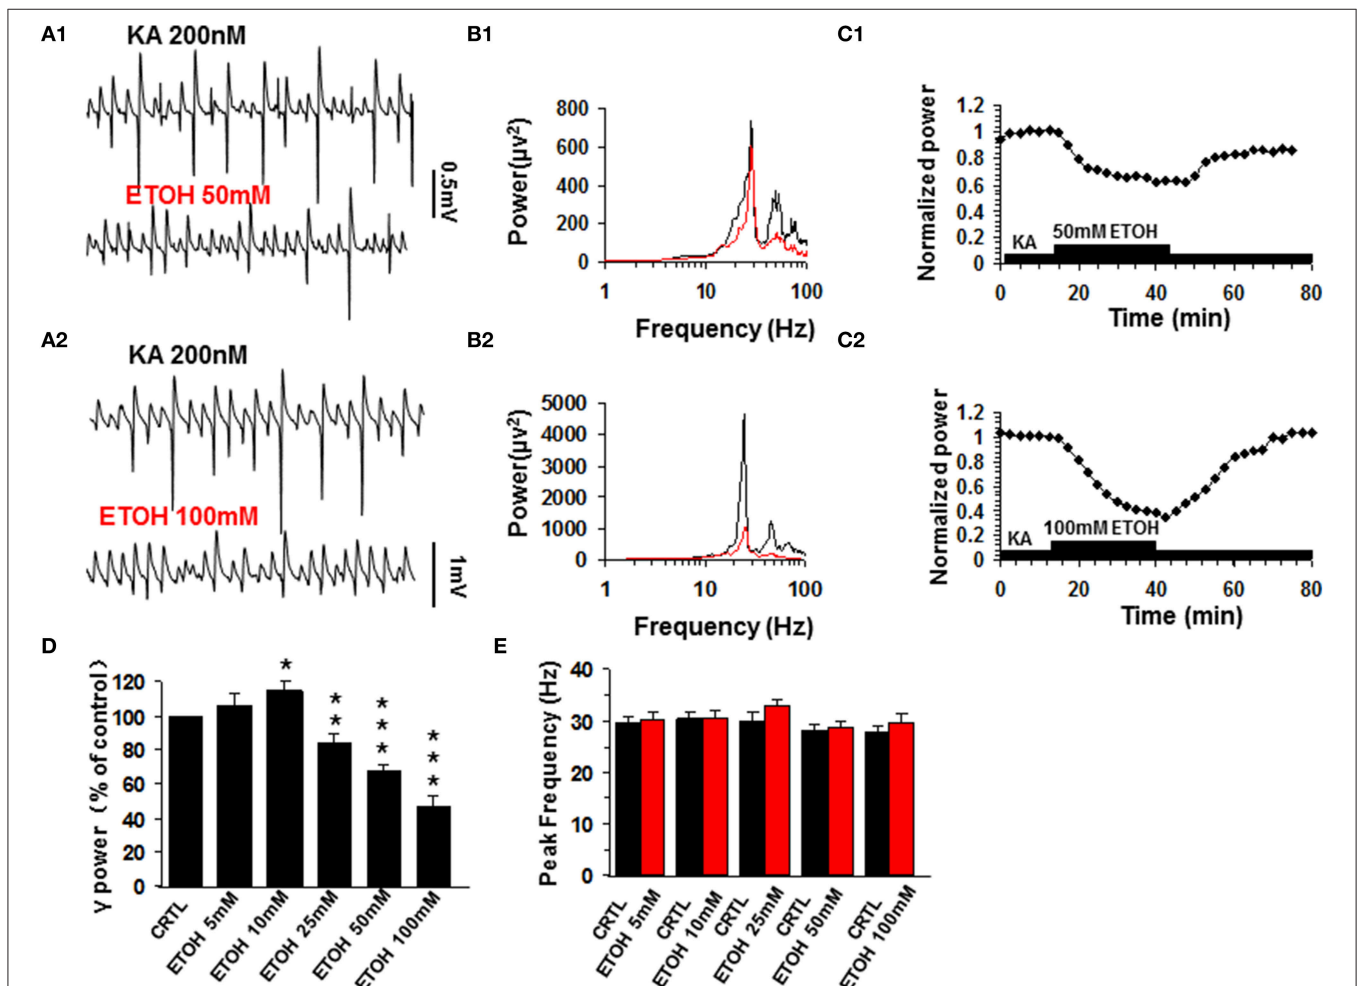 A1
KA 200nM
ETOH 50mM
0.5mV
B1
Power(μv²)
800
600
400
200
0
1
10
100
Frequency (Hz)
C1
Normalized power
1.2
1
0.8
0.6
0.4
0.2
0
KA
50mM ETOH
0
20
40
60
80
Time (min)
A2
KA 200nM
ETOH 100mM
1mV
B2
Power(μv²)
5000
4000
3000
2000
1000
0
1
10
100
Frequency (Hz)
C2
Normalized power
1.2
1
0.8
0.6
0.4
0.2
0
KA
100mM ETOH
0
20
40
60
80
Time (min)
D
γ power (% of control)
120
100
80
60
40
20
0
*
**
***
***
CRTL
ETOH 5mM
ETOH 10mM
ETOH 25mM
ETOH 50mM
ETOH 100mM
E
Peak Frequency (Hz)
40
30
20
10
0
CRTL
ETOH 5mM
CRTL
ETOH 10mM
CRTL
ETOH 25mM
CRTL
ETOH 50mM
CRTL
ETOH 100mM